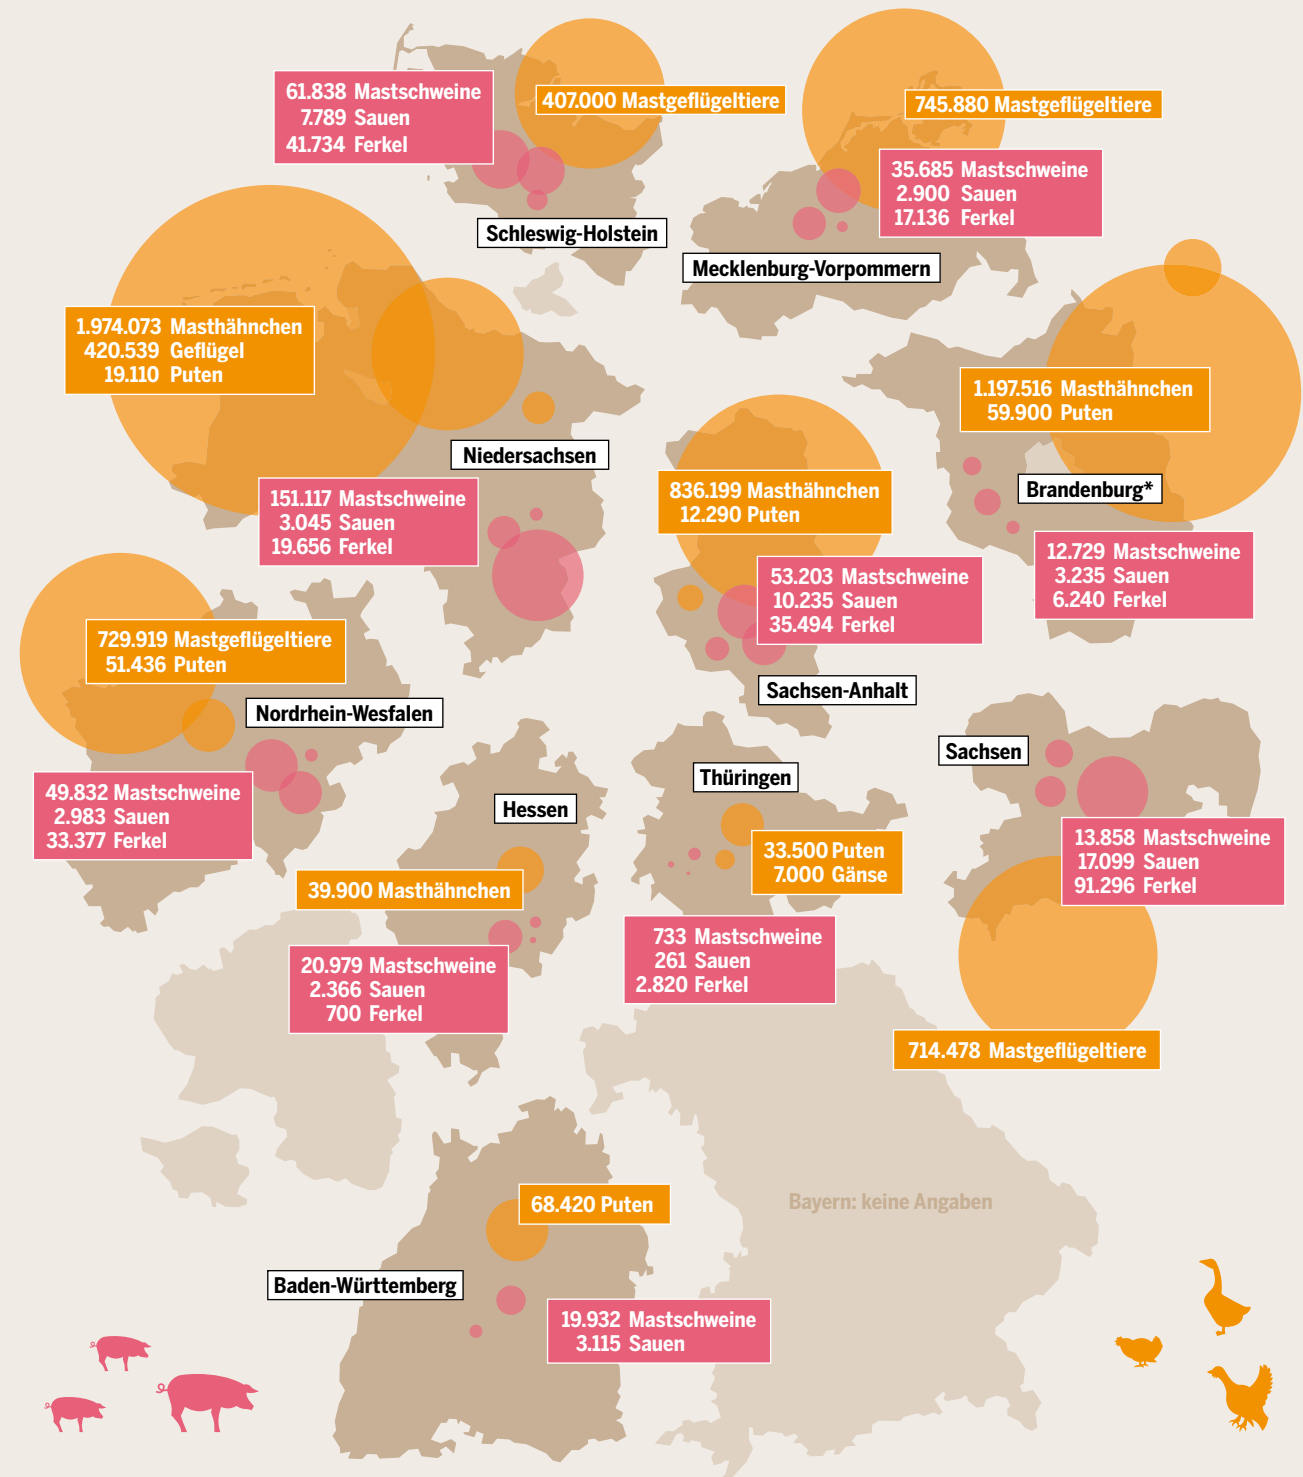 61.838 Mastschweine
7.789 Sauen
41.734 Ferkel
407.000 Mastgeflügeltiere
Schleswig-Holstein
745.880 Mastgeflügeltiere
35.685 Mastschweine
2.900 Sauen
17.136 Ferkel
Mecklenburg-Vorpommern
1.974.073 Masthähnchen
420.539 Geflügel
19.110 Puten
Niedersachsen
151.117 Mastschweine
3.045 Sauen
19.656 Ferkel
836.199 Masthähnchen
12.290 Puten
53.203 Mastschweine
10.235 Sauen
35.494 Ferkel
Sachsen-Anhalt
1.197.516 Masthähnchen
59.900 Puten
Brandenburg*
12.729 Mastschweine
3.235 Sauen
6.240 Ferkel
729.919 Mastgeflügeltiere
51.436 Puten
Nordrhein-Wesfalen
49.832 Mastschweine
2.983 Sauen
33.377 Ferkel
Hessen
39.900 Masthähnchen
20.979 Mastschweine
2.366 Sauen
700 Ferkel
Thüringen
33.500 Puten
7.000 Gänse
733 Mastschweine
261 Sauen
2.820 Ferkel
Sachsen
13.858 Mastschweine
17.099 Sauen
91.296 Ferkel
714.478 Mastgeflügeltiere
Bayern: keine Angaben
68.420 Puten
Baden-Württemberg
19.932 Mastschweine
3.115 Sauen